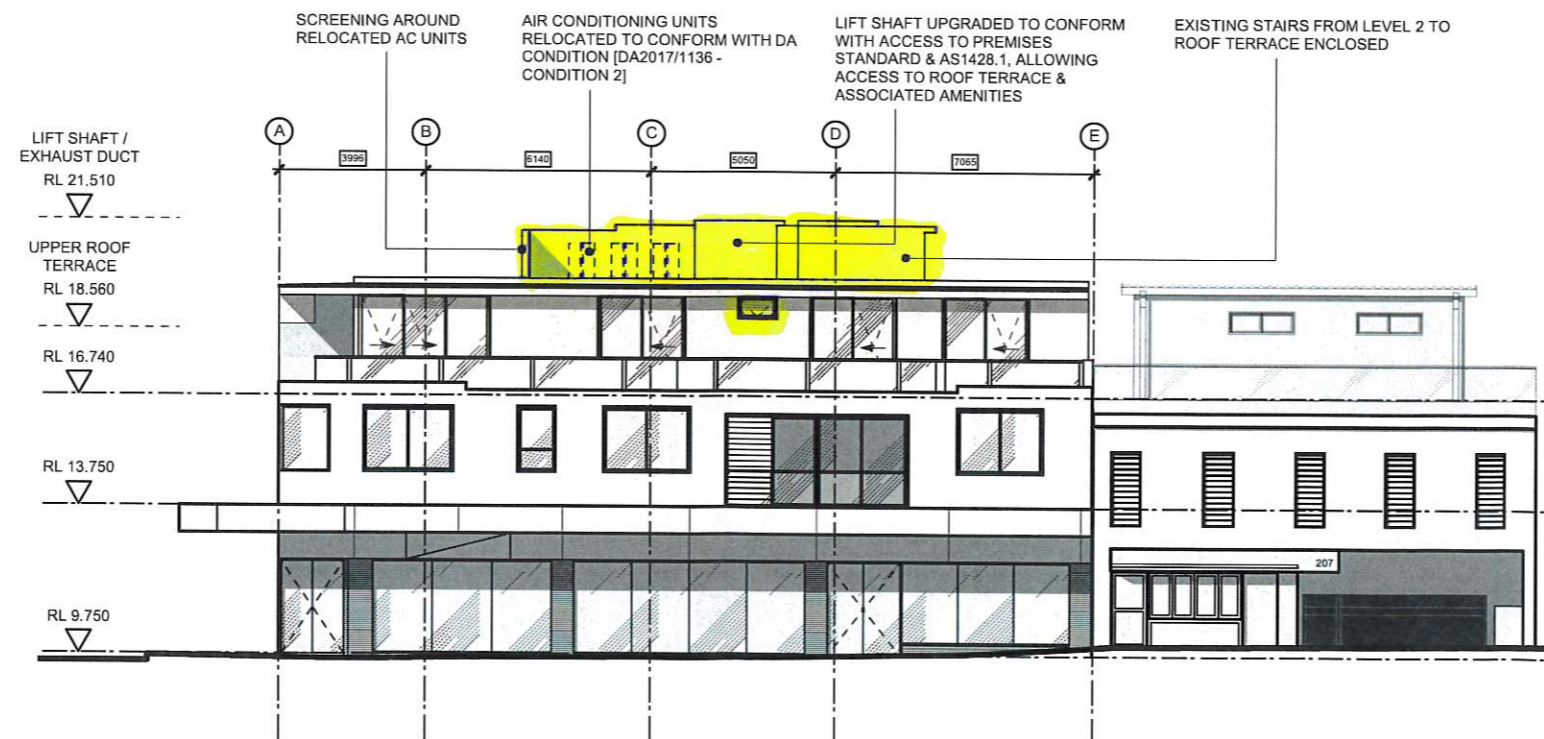 SCREENING AROUND
RELOCATED AC UNITS
AIR CONDITIONING UNITS
RELOCATED TO CONFORM WITH DA
CONDITION [DA2017/1136 -
CONDITION 2]
LIFT SHAFT UPGRADED TO CONFORM
WITH ACCESS TO PREMISES
STANDARD & AS1428.1, ALLOWING
ACCESS TO ROOF TERRACE &
ASSOCIATED AMENITIES
EXISTING STAIRS FROM LEVEL 2 TO
ROOF TERRACE ENCLOSED
A
B
C
D
E
3996
6140
5050
7065
LIFT SHAFT /
EXHAUST DUCT
RL 21.510
UPPER ROOF
TERRACE
RL 18.560
RL 16.740
RL 13.750
RL 9.750
207